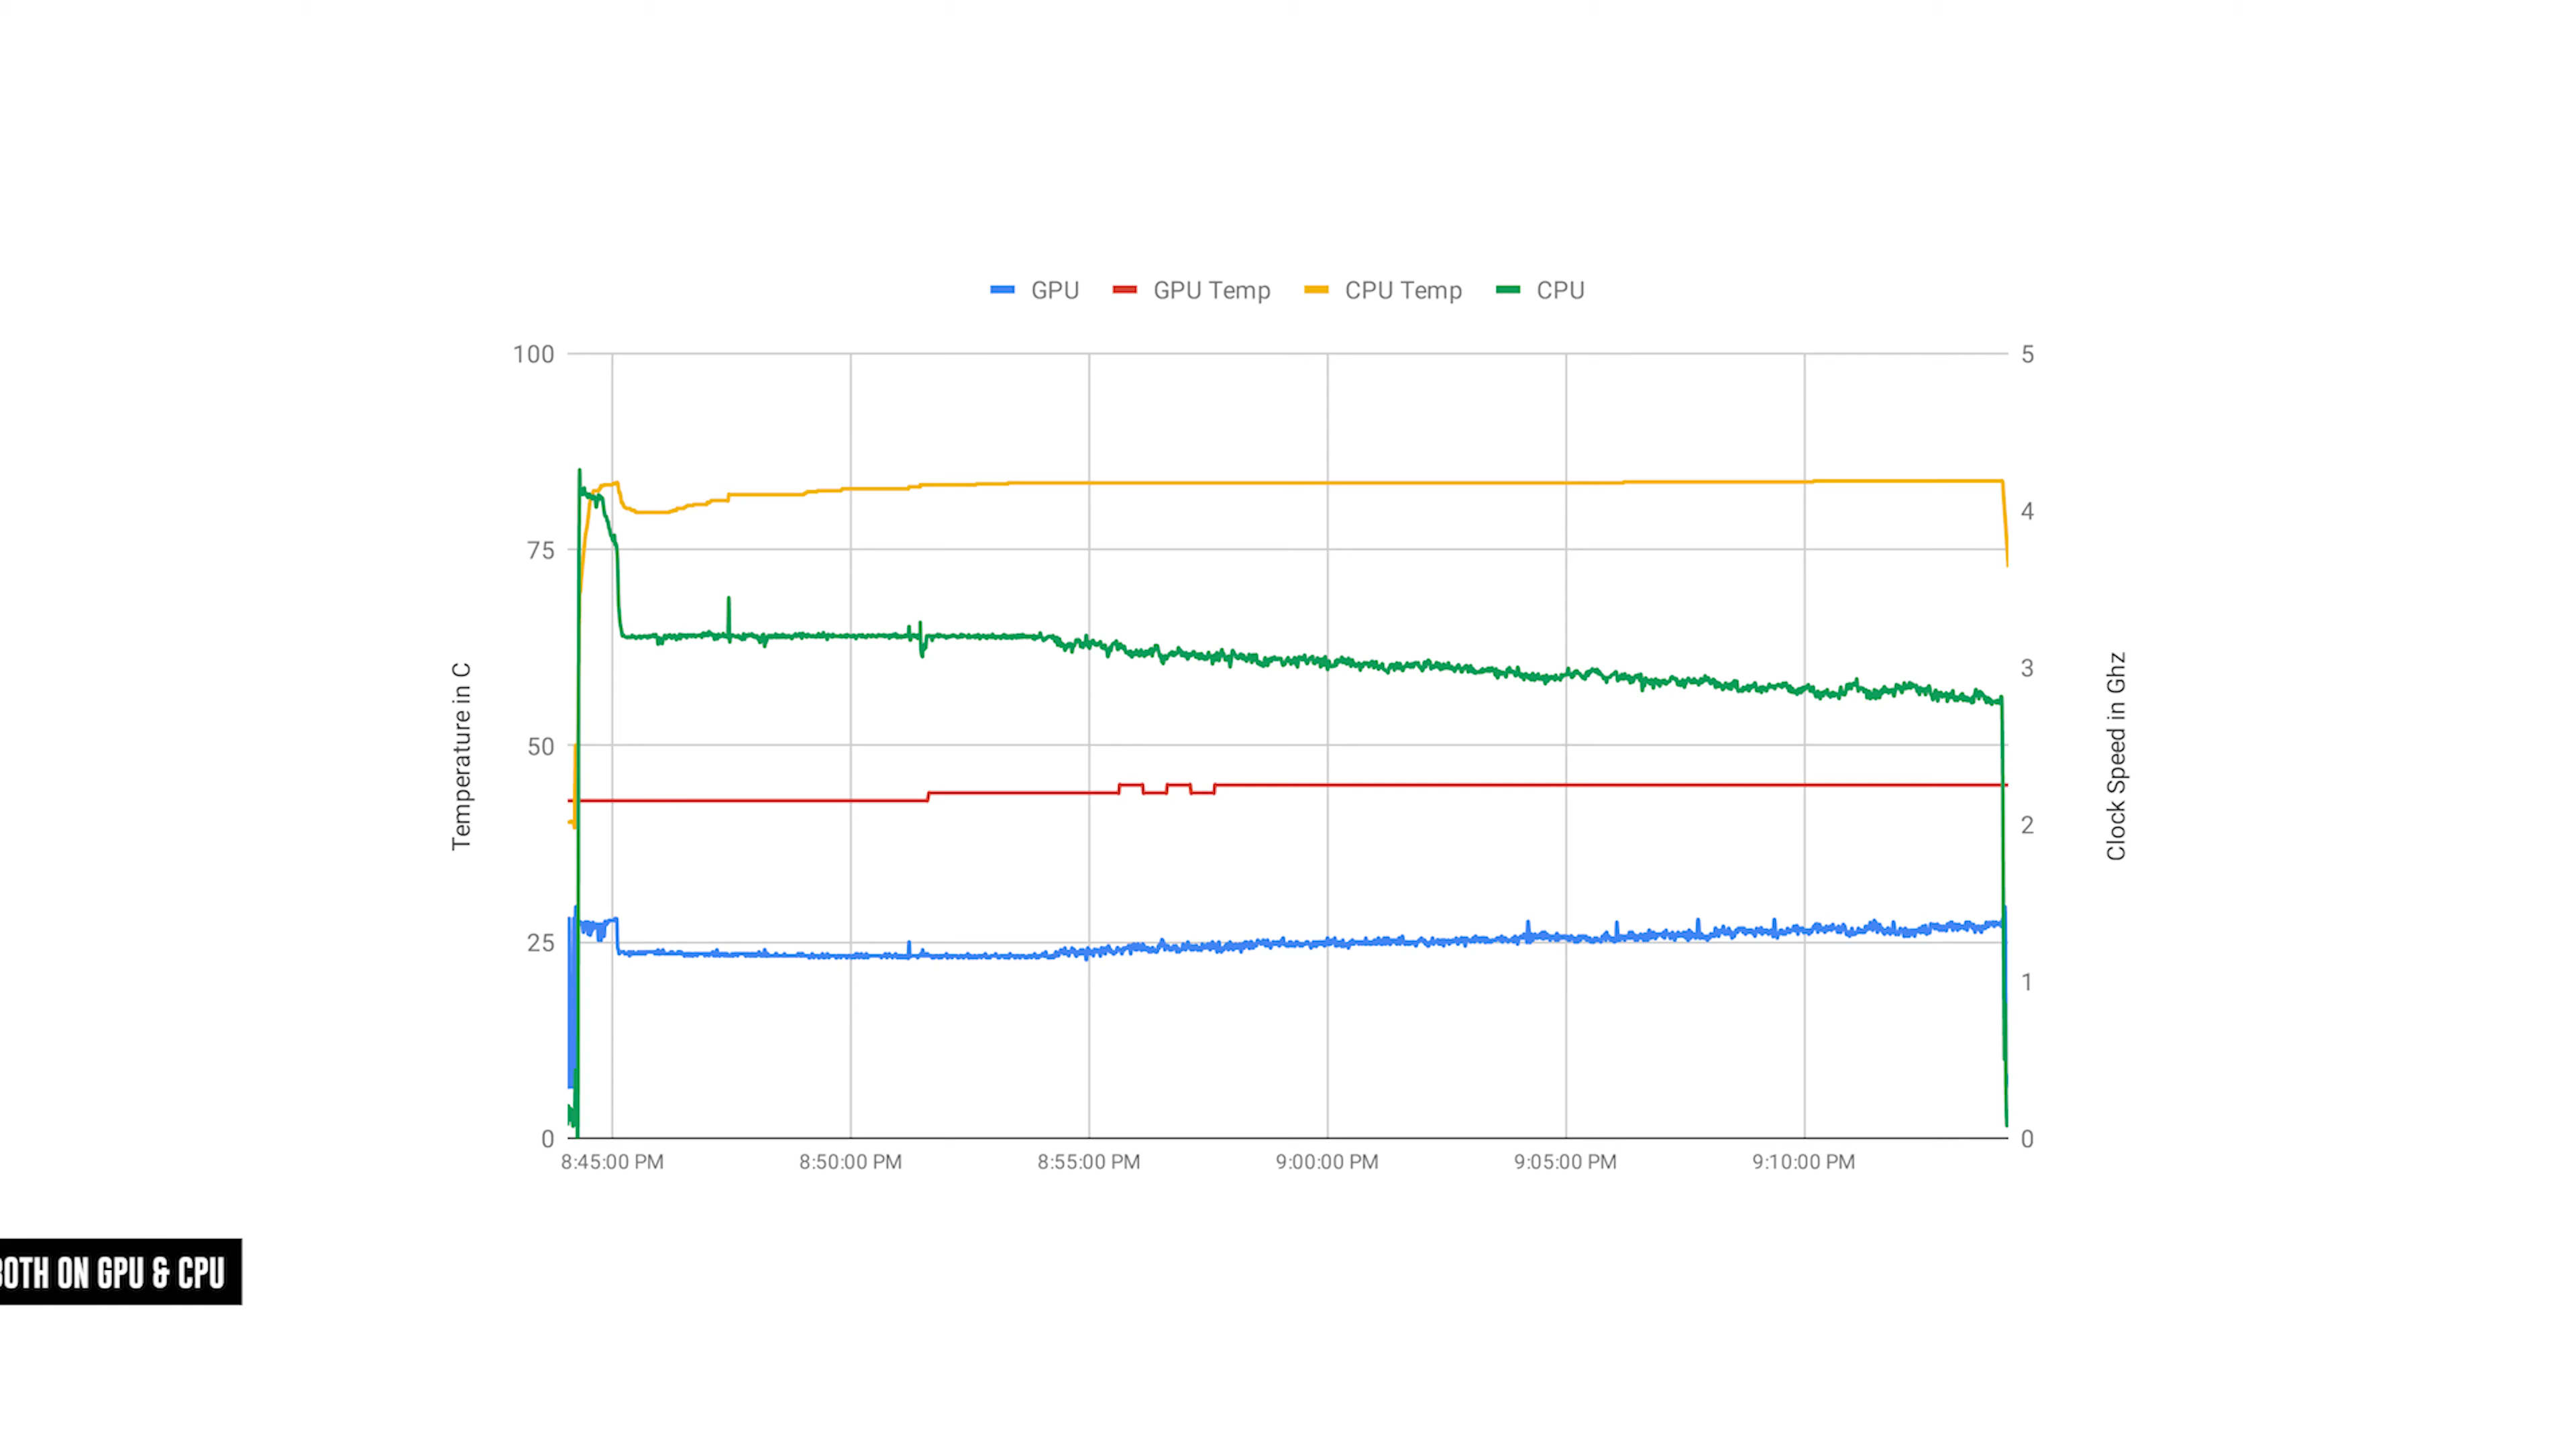 GPU GPU Temp CPU Temp CPU
100
75
50
25
0
Temperature in C
5
4
3
2
1
0
Clock Speed in Ghz
8:45:00 PM 8:50:00 PM 8:55:00 PM 9:00:00 PM 9:05:00 PM 9:10:00 PM
BOTH ON GPU & CPU